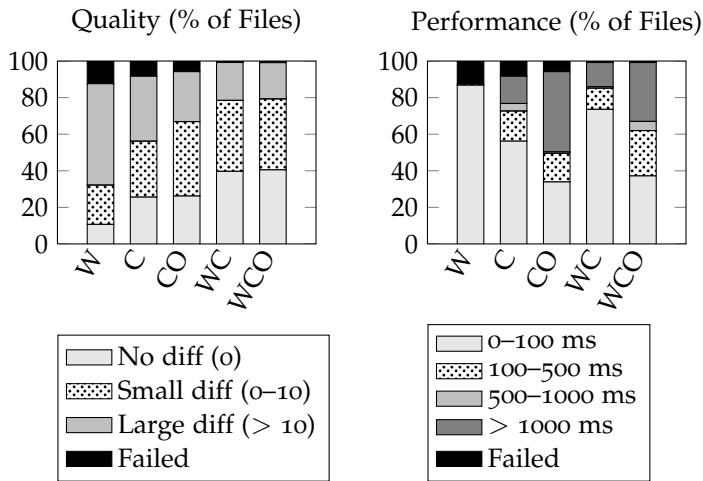 Quality (% of Files)
100
80
60
40
20
0
W
C
CO
WC
WCO
No diff (0)
Small diff (0–10)
Large diff (> 10)
Failed
Performance (% of Files)
100
80
60
40
20
0
W
C
CO
WC
WCO
0–100 ms
100–500 ms
500–1000 ms
> 1000 ms
Failed